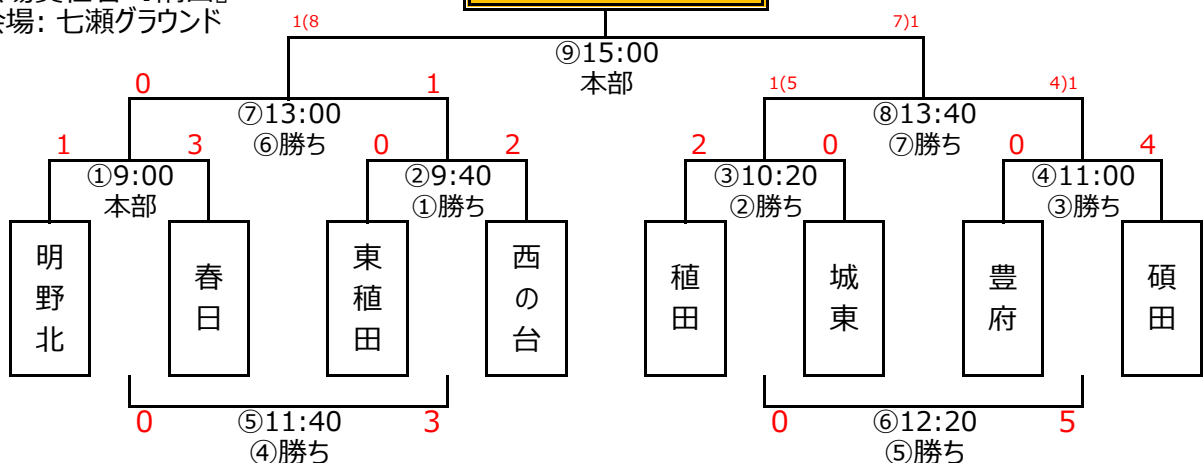 会場: 七瀬グラウンド
1(8 7)1
⑨15:00
本部
0 1 1(5 4)1
⑦13:00 ⑧13:40
⑥勝ち ⑦勝ち
1 3 0 2 2 0 0 4
①9:00 ②9:40 ③10:20 ④11:00
本部 ①勝ち ②勝ち ③勝ち
明野北 春日 東稙田 西の台 稙田 城東 豊府 碩田
0 ⑤11:40 3 0 ⑥12:20 5
④勝ち ⑤勝ち